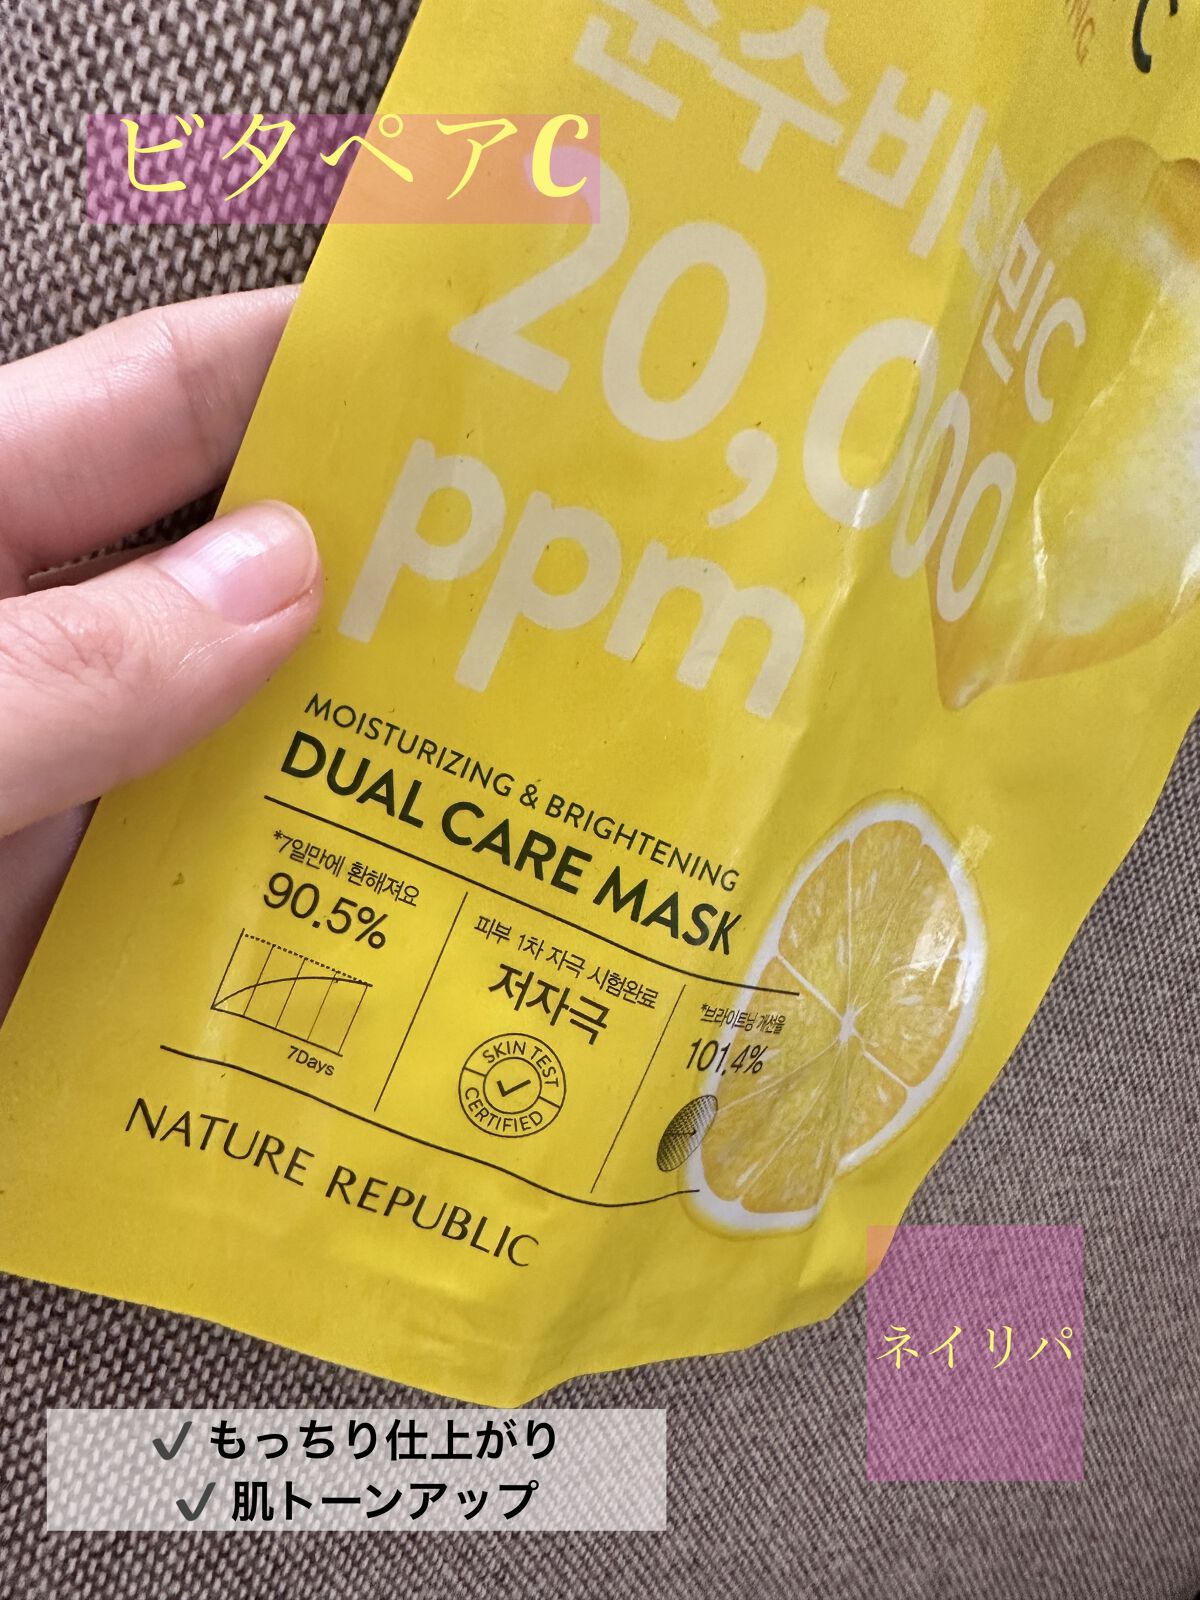 ビタペアC
순수비타민C
20,000
ppm
MOISTURIZING & BRIGHTENING
DUAL CARE MASK
*7일만에 환해져요
90.5%
7Days
피부 1차 자극 시험완료
저자극
SKIN TEST
CERTIFIED
*브라이트닝 개선율
101.4%
NATURE REPUBLIC
ネイリパ
✓ もっちり仕上がり
✓ 肌トーンアップ